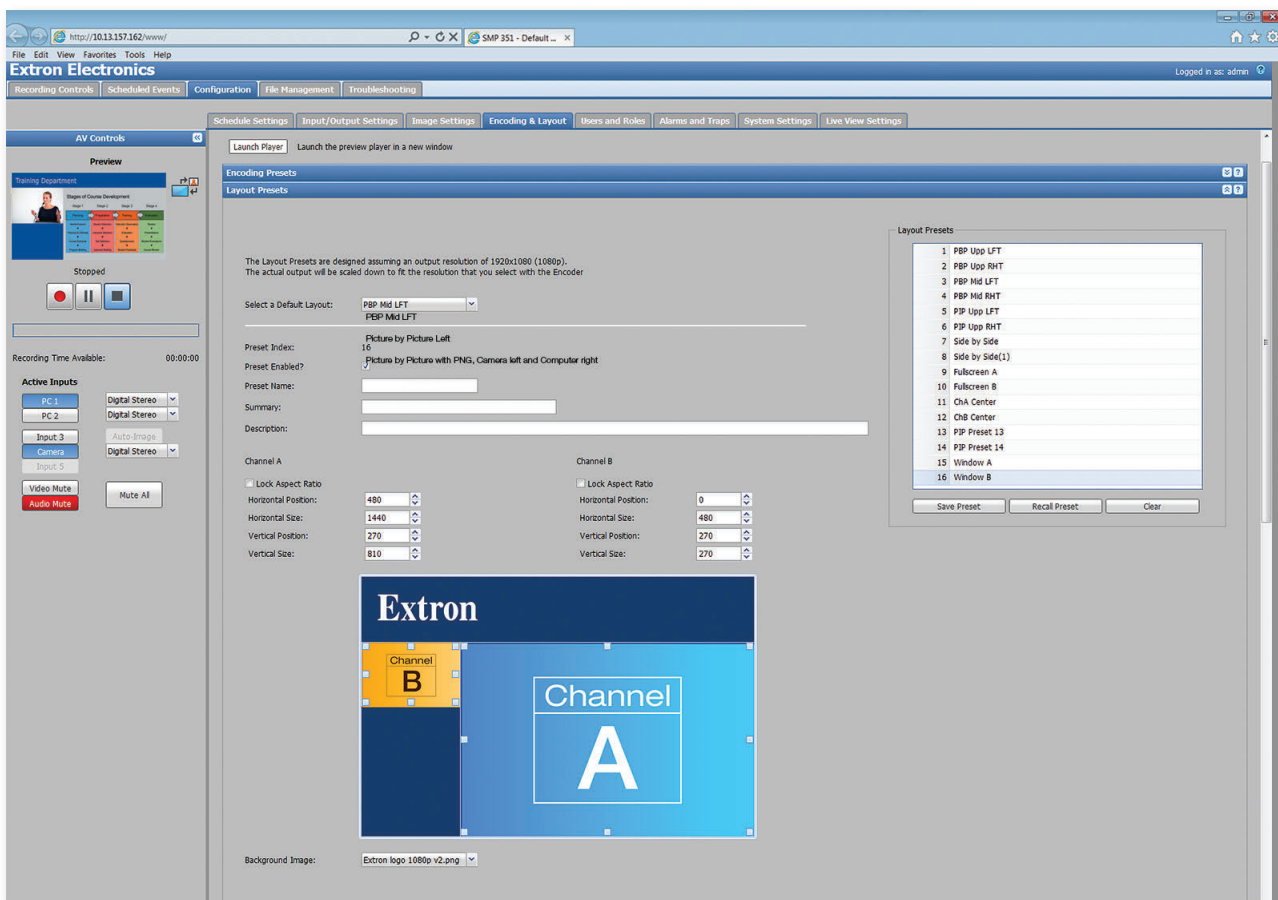 http://10.13.157.162/www/
SMP 351 - Default ...
File Edit View Favorites Tools Help
Extron Electronics
Logged in as: admin
Recording Controls Scheduled Events Configuration File Management Troubleshooting
Schedule Settings Input/Output Settings Image Settings Encoding & Layout Users and Roles Alarms and Traps System Settings Live View Settings
AV Controls
Preview
Training Department
Stages of Course Development
Stage 1 Stage 2 Stage 3 Stage 4
Stopped
Recording Time Available: 00:00:00
Active Inputs
PC 1 Digital Stereo
PC 2 Digital Stereo
Input 3 Auto-Image
Camera Digital Stereo
Input 5
Video Mute
Audio Mute
Mute All
Launch Player Launch the preview player in a new window
Encoding Presets
Layout Presets
The Layout Presets are designed assuming an output resolution of 1920x1080 (1080p).
The actual output will be scaled down to fit the resolution that you select with the Encoder
Select a Default Layout: PBP Mid LFT
PBP Mid LFT
Picture by Picture Left
Preset Index: 16
Picture by Picture with PNG, Camera left and Computer right
Preset Enabled?
Preset Name:
Summary:
Description:
Channel A
Lock Aspect Ratio
Horizontal Position: 480
Horizontal Size: 1440
Vertical Position: 270
Vertical Size: 810
Channel B
Lock Aspect Ratio
Horizontal Position: 0
Horizontal Size: 480
Vertical Position: 270
Vertical Size: 270
Extron
Channel
B
Channel
A
Background Image: Extron logo 1080p v2.png
Layout Presets
1 PBP Upp LFT
2 PBP Upp RHT
3 PBP Mid LFT
4 PBP Mid RHT
5 PIP Upp LFT
6 PIP Upp RHT
7 Side by Side
8 Side by Side(1)
9 Fullscreen A
10 Fullscreen B
11 ChA Center
12 ChB Center
13 PIP Preset 13
14 PIP Preset 14
15 Window A
16 Window B
Save Preset Recall Preset Clear